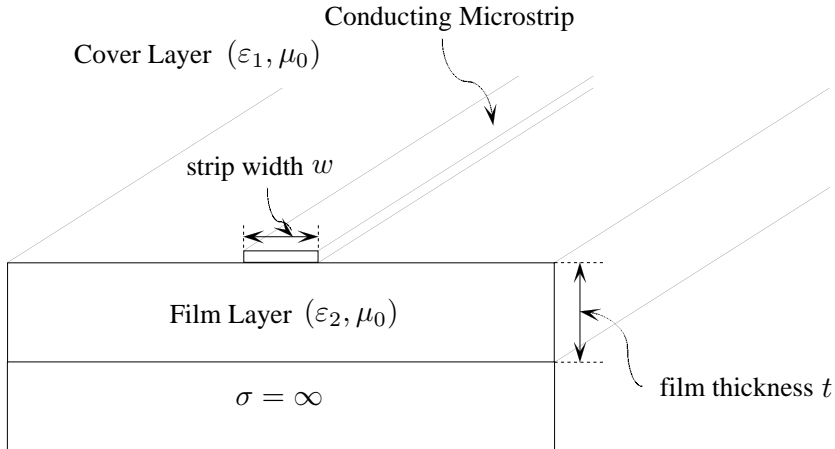 Conducting Microstrip
Cover Layer (ε₁, μ₀)
strip width w
Film Layer (ε₂, μ₀)
film thickness t
σ = ∞